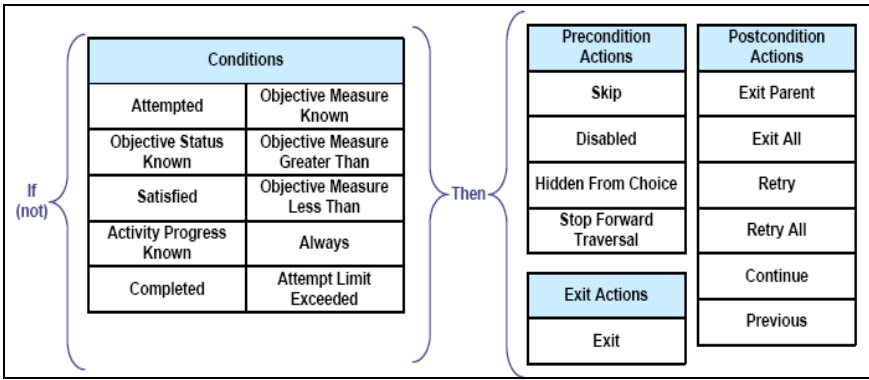 If
(not)
Conditions
Attempted
Objective Measure
Known
Objective Status
Known
Objective Measure
Greater Than
Satisfied
Objective Measure
Less Than
Activity Progress
Known
Always
Completed
Attempt Limit
Exceeded
Then
Precondition
Actions
Skip
Disabled
Hidden From Choice
Stop Forward
Traversal
Exit Actions
Exit
Postcondition
Actions
Exit Parent
Exit All
Retry
Retry All
Continue
Previous